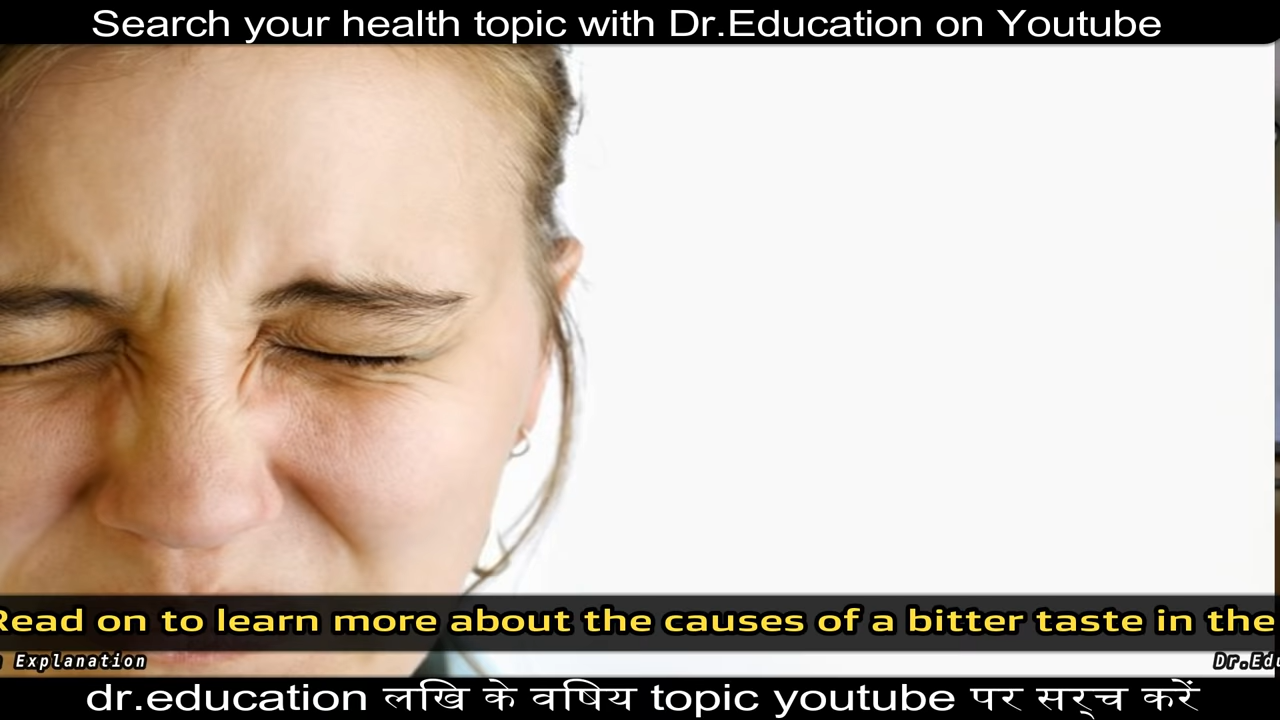 Search your health topic with Dr.Education on Youtube
Read on to learn more about the causes of a bitter taste in the
Explanation
Dr.Edu
dr.education लखि के वषिय topic youtube पर सर्च करें